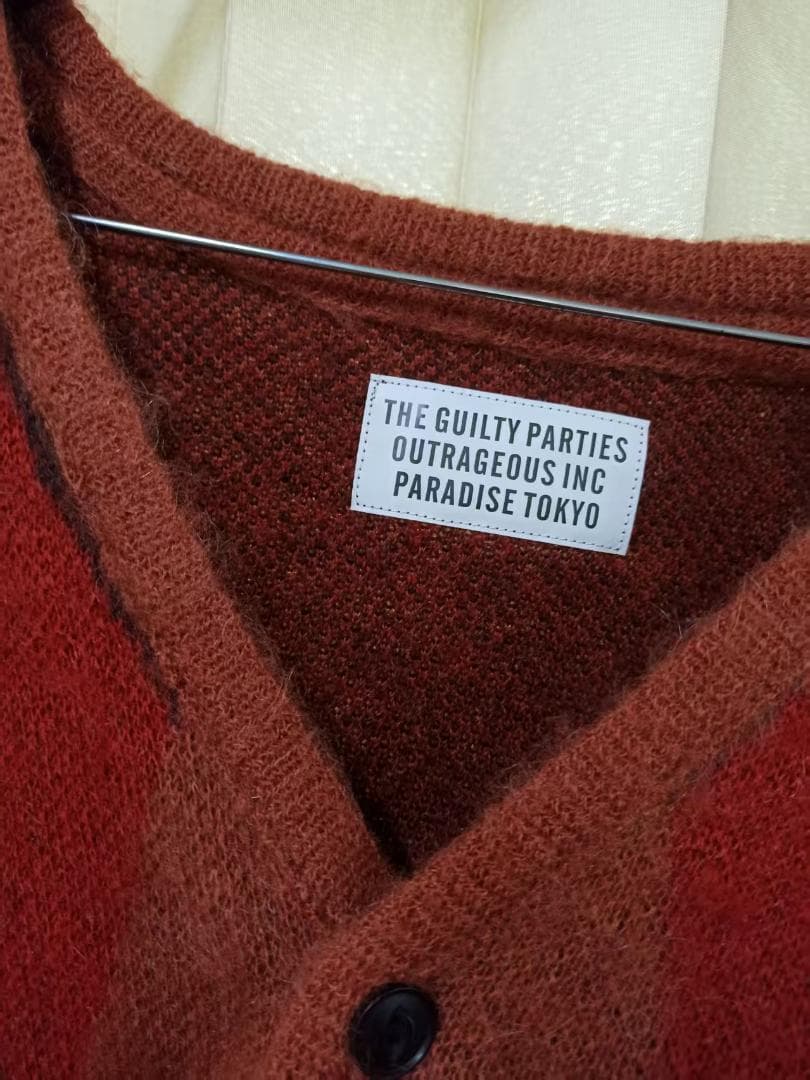 THE GUILTY PARTIES
OUTRAGEOUS INC
PARADISE TOKYO